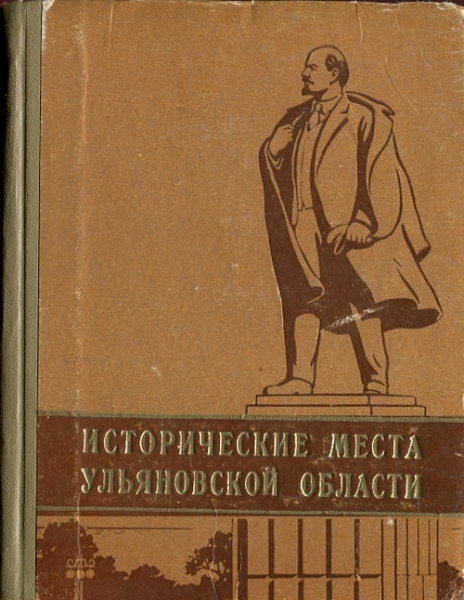 ИСТОРИЧЕСКИЕ МЕСТА
УЛЬЯНОВСКОЙ ОБЛАСТИ